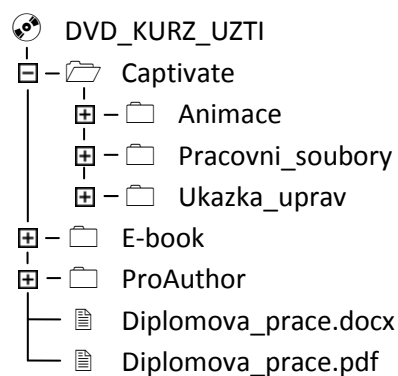 DVD_KURZ_UZTI
Captivate
Animace
Pracovni_soubory
Ukazka_uprav
E-book
ProAuthor
Diplomova_prace.docx
Diplomova_prace.pdf